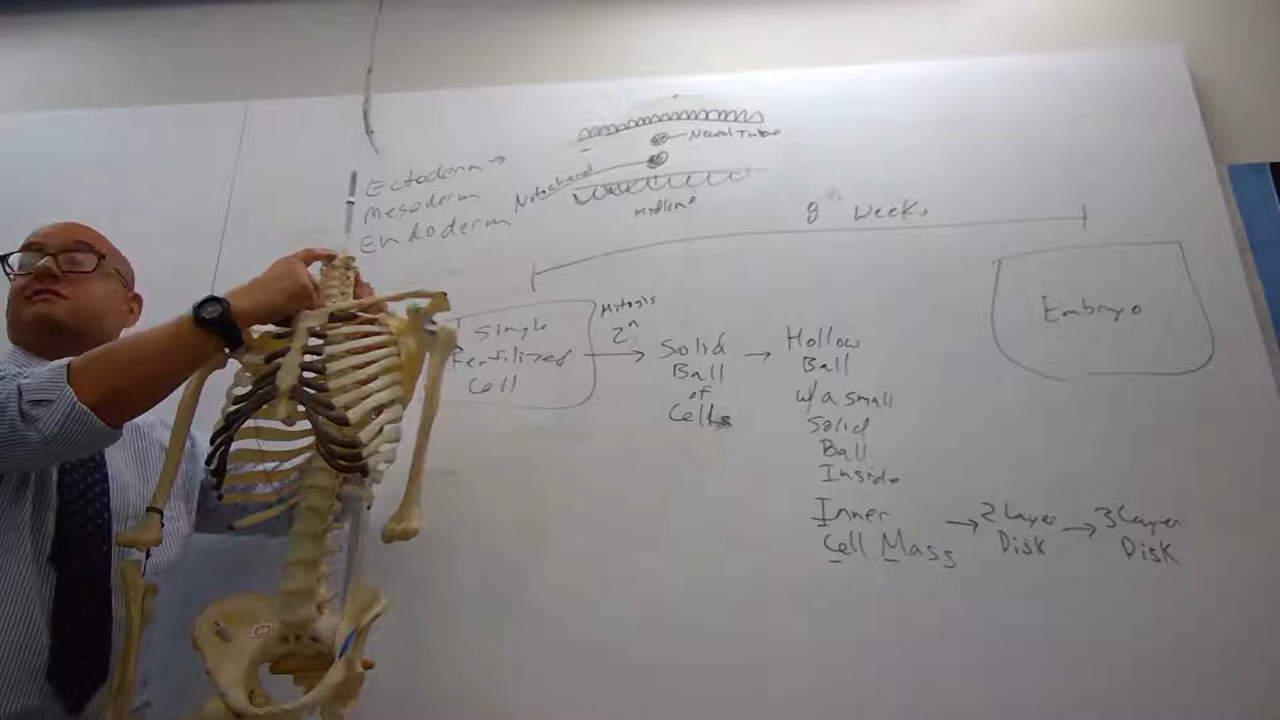 Neural Tube
Ectoderm →
Mesoderm
Endoderm
Notochord
Midline
8 Weeks
Single
Fertilized
Cell
Mitosis
2ⁿ
→
Solid
Ball
of
Cells
→
Hollow
Ball
w/a small
Solid
Ball
Inside
Inner
Cell Mass
→ 2 Layer
Disk
→ 3 Layer
Disk
Embryo